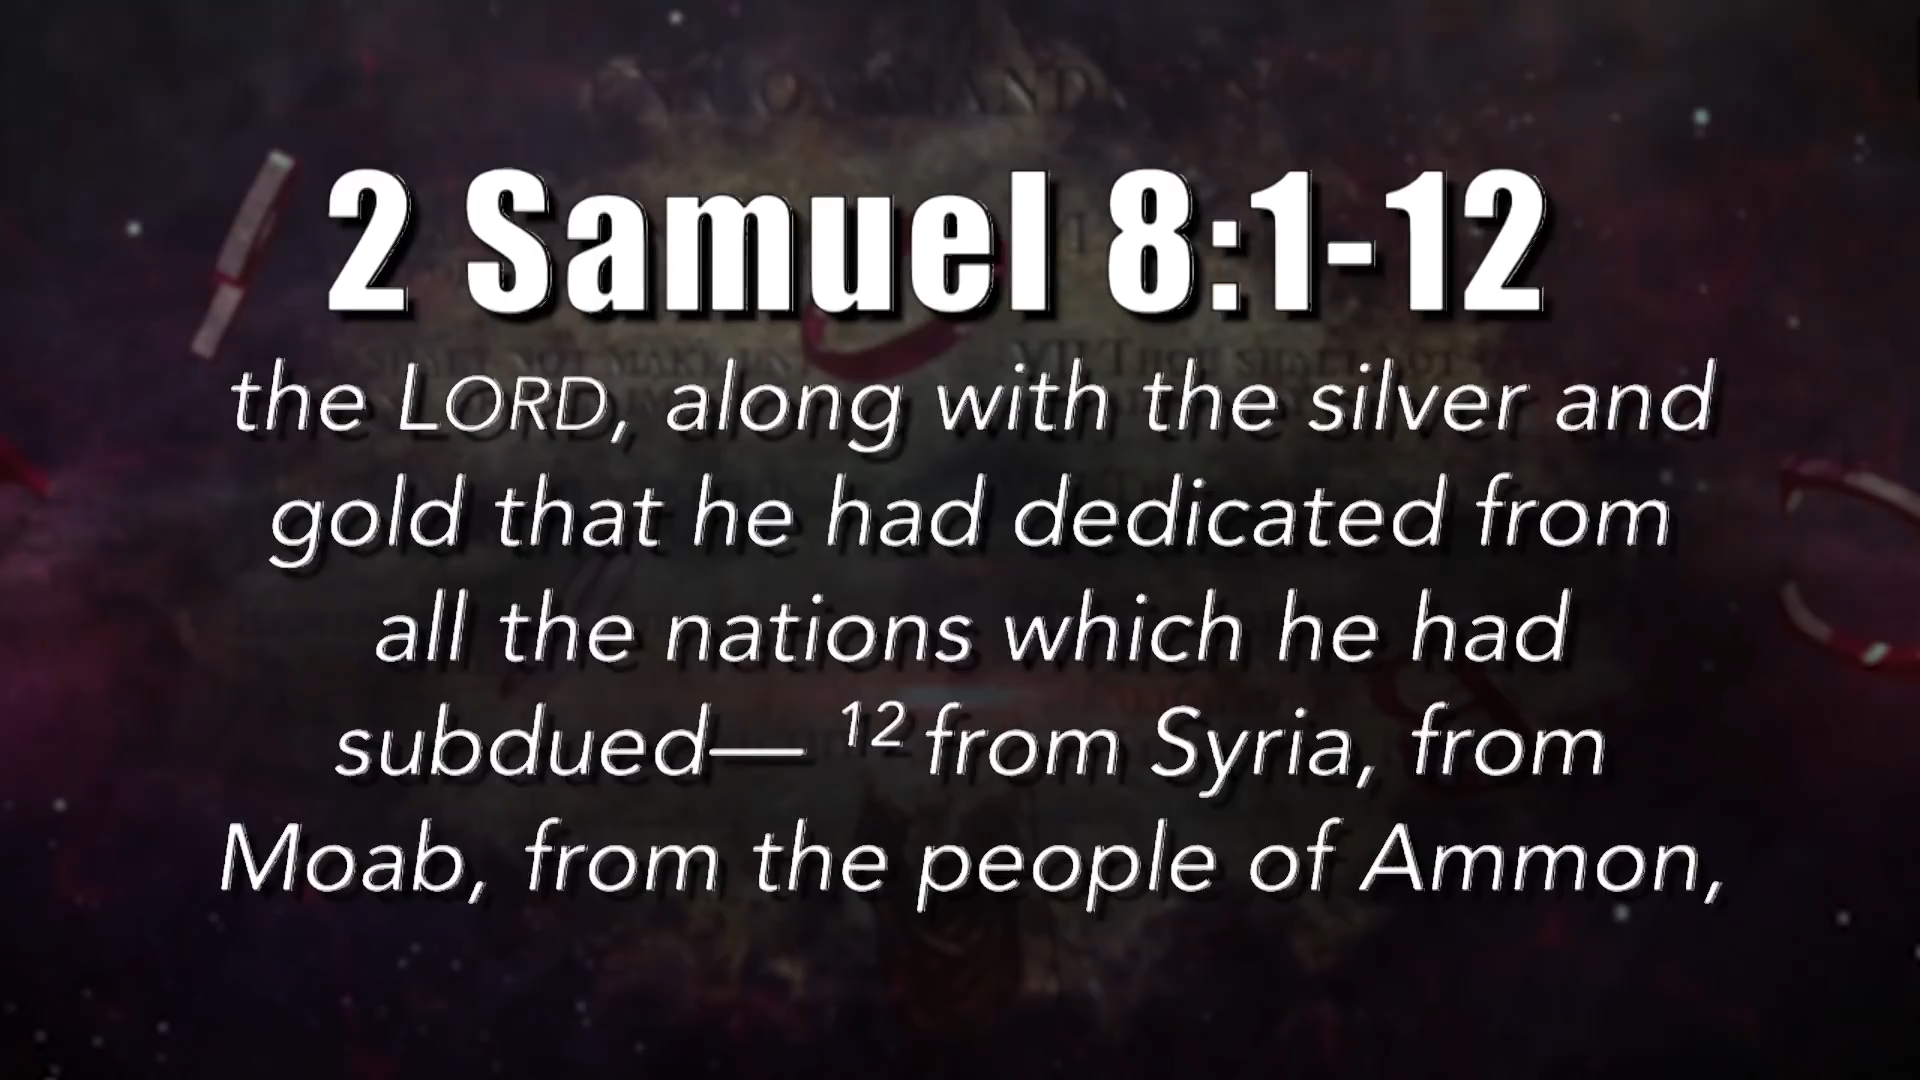 2 Samuel 8:1-12
the LORD, along with the silver and
gold that he had dedicated from
all the nations which he had
subdued— ¹² from Syria, from
Moab, from the people of Ammon,